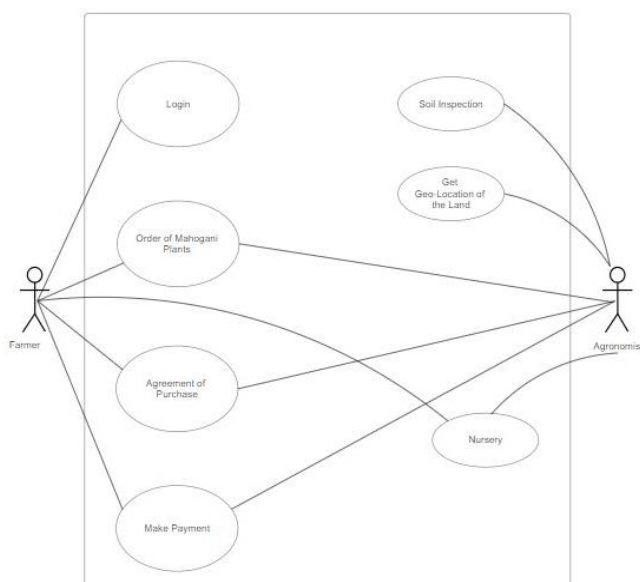 Login
Soil Inspection
Get
Geo-Location of
the Land
Order of Mahogani
Plants
Farmer
Agronomis
Agreement of
Purchase
Nursery
Make Payment